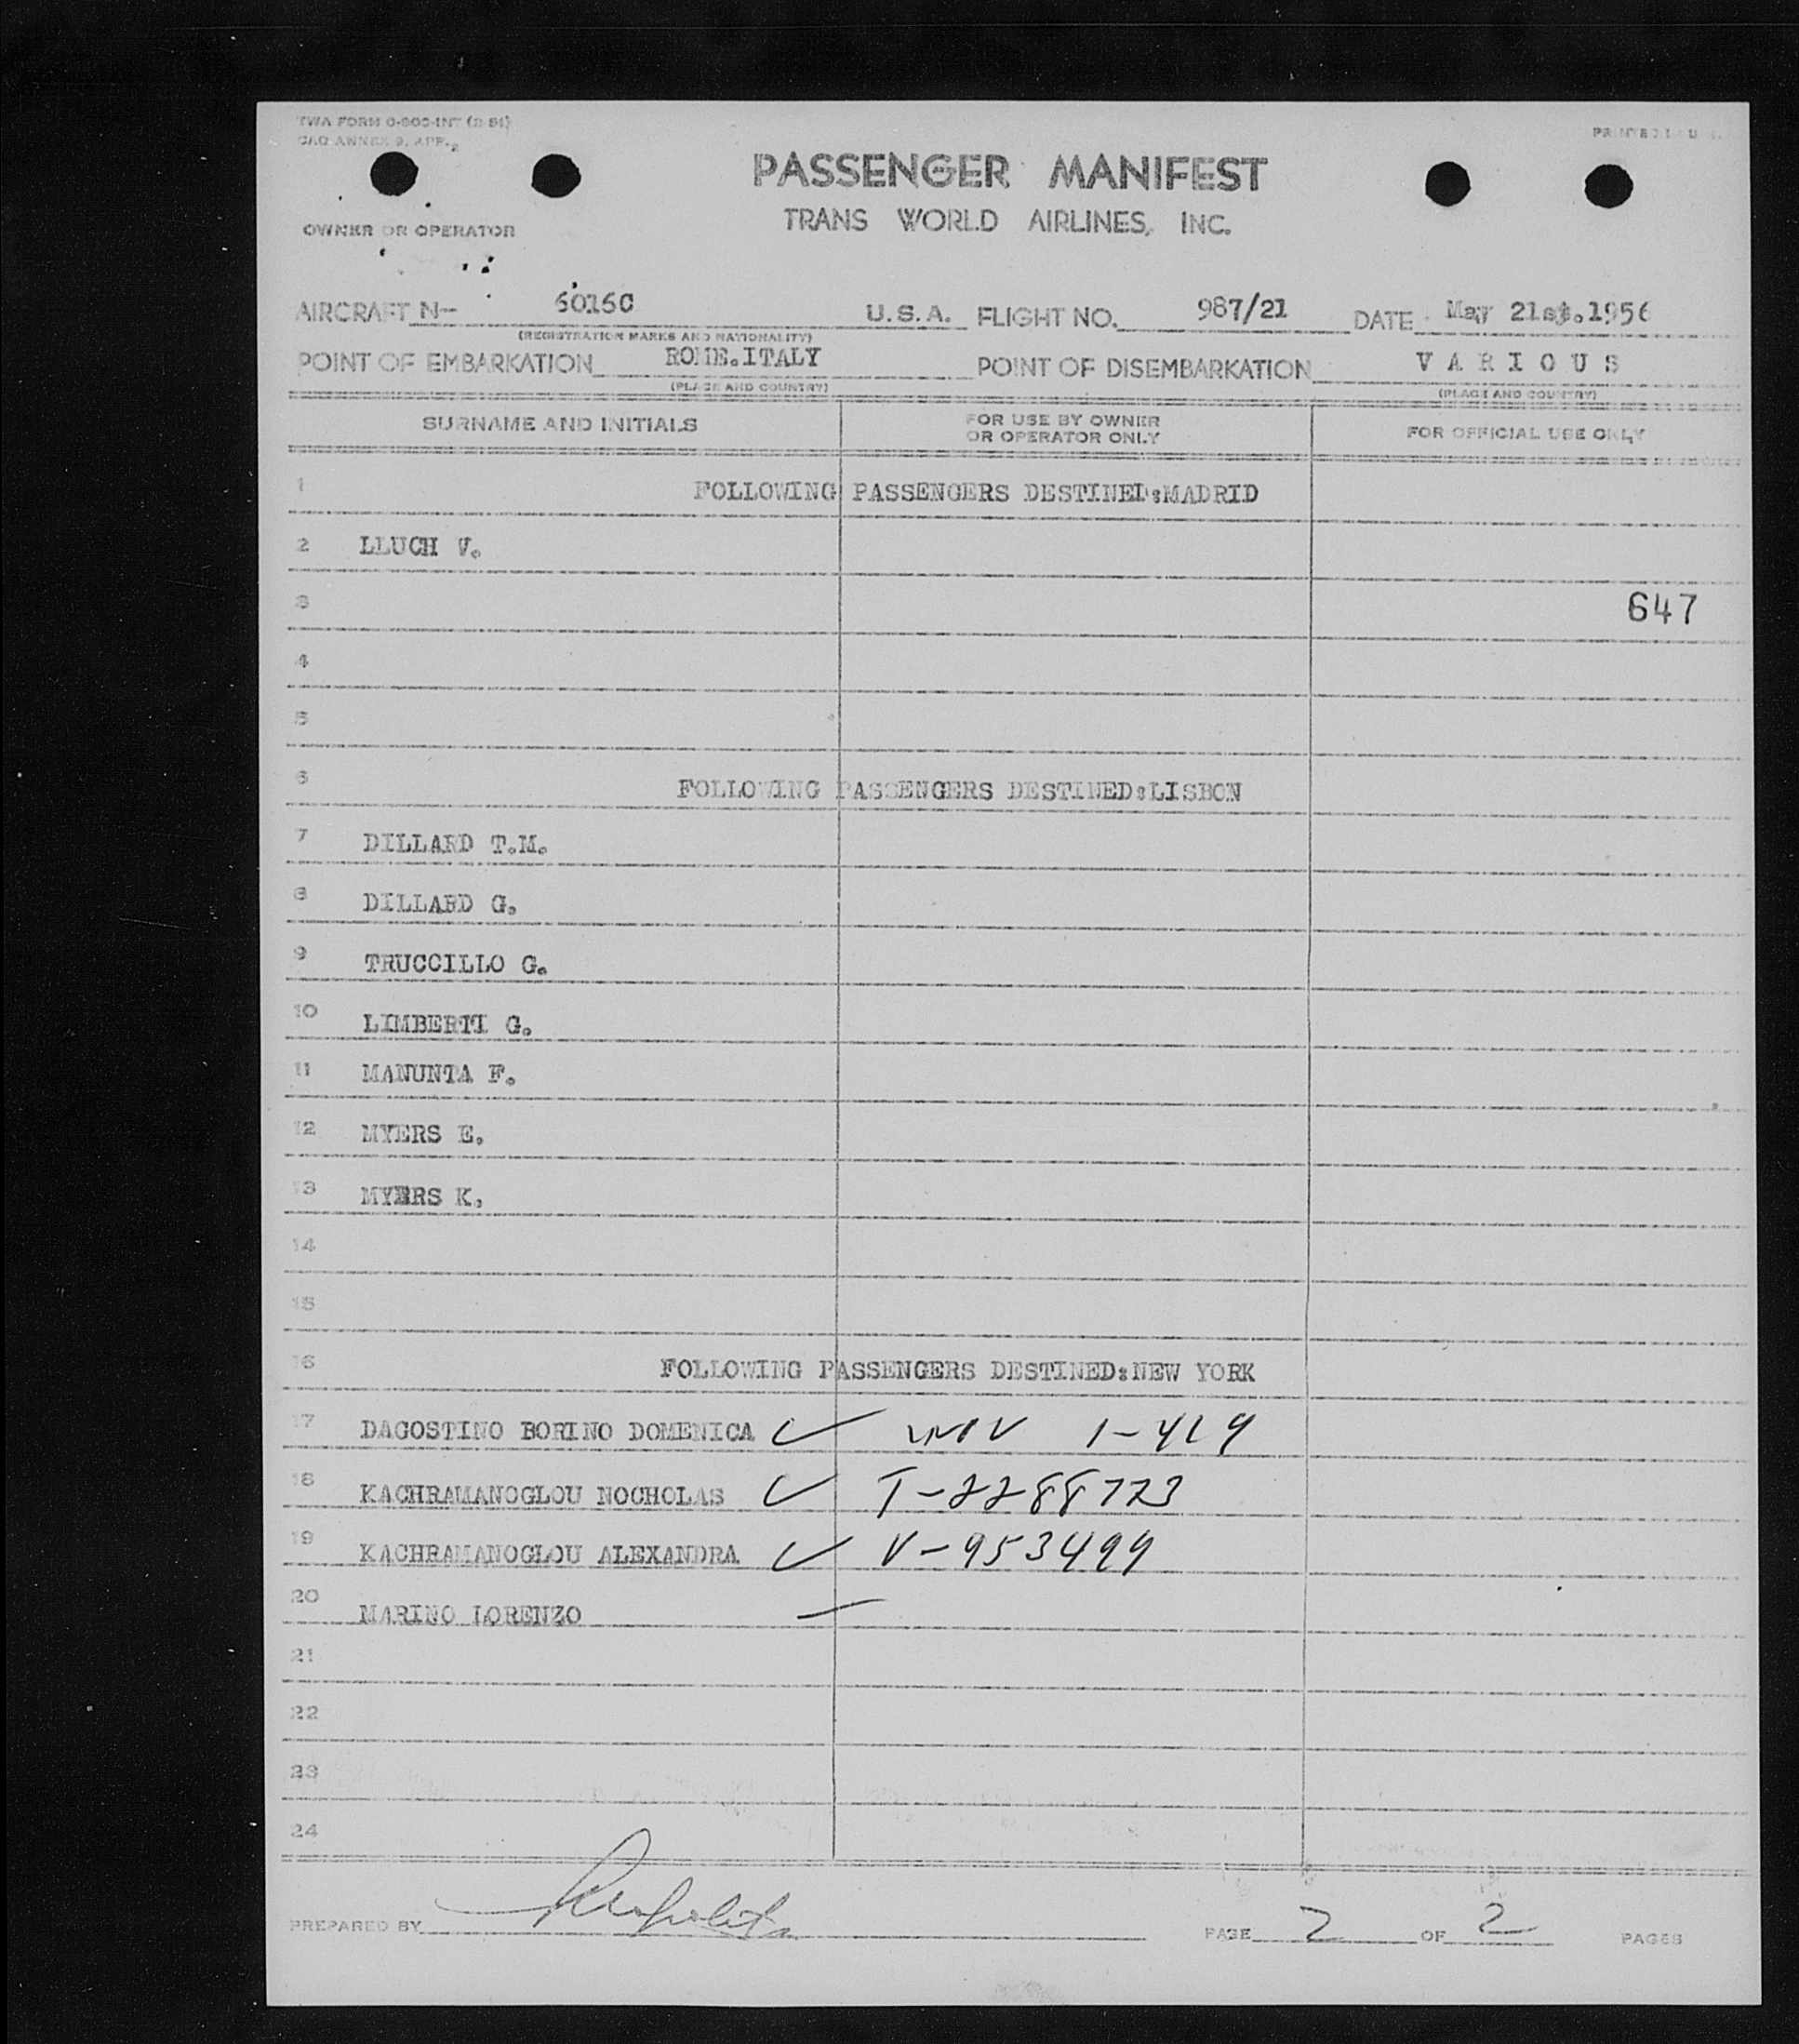 TWA FORM O-800-INT
PASSENGER MANIFEST
TRANS WORLD AIRLINES, INC.
OWNER OR OPERATOR
AIRCRAFT N- 6016C U.S.A. FLIGHT NO. 987/21 DATE May 21st.1956
(REGISTRATION MARKS AND NATIONALITY)
POINT OF EMBARKATION ROME.ITALY POINT OF DISEMBARKATION VARIOUS
(PLACE AND COUNTRY) (PLACE AND COUNTRY)
SURNAME AND INITIALS FOR USE BY OWNER OR OPERATOR ONLY FOR OFFICIAL USE ONLY
1 FOLLOWING PASSENGERS DESTINED:MADRID
2 LLUCH V.
3 647
4
5
6 FOLLOWING PASSENGERS DESTINED:LISBON
7 DILLARD T.M.
8 DILLARD G.
9 TRUCCILLO G.
10 LIMBERTI G.
11 MANUNTA F.
12 MYERS E.
13 MYERS K.
14
15
16 FOLLOWING PASSENGERS DESTINED:NEW YORK
17 DAGOSTINO BORINO DOMENICA 1-419
18 KACHRAMANOGLOU NOCHOLAS T-2288773
19 KACHRAMANOGLOU ALEXANDRA V-953499
20 MARINO LORENZO
21
22
23
24
PREPARED BY PAGE 2 OF 2 PAGES